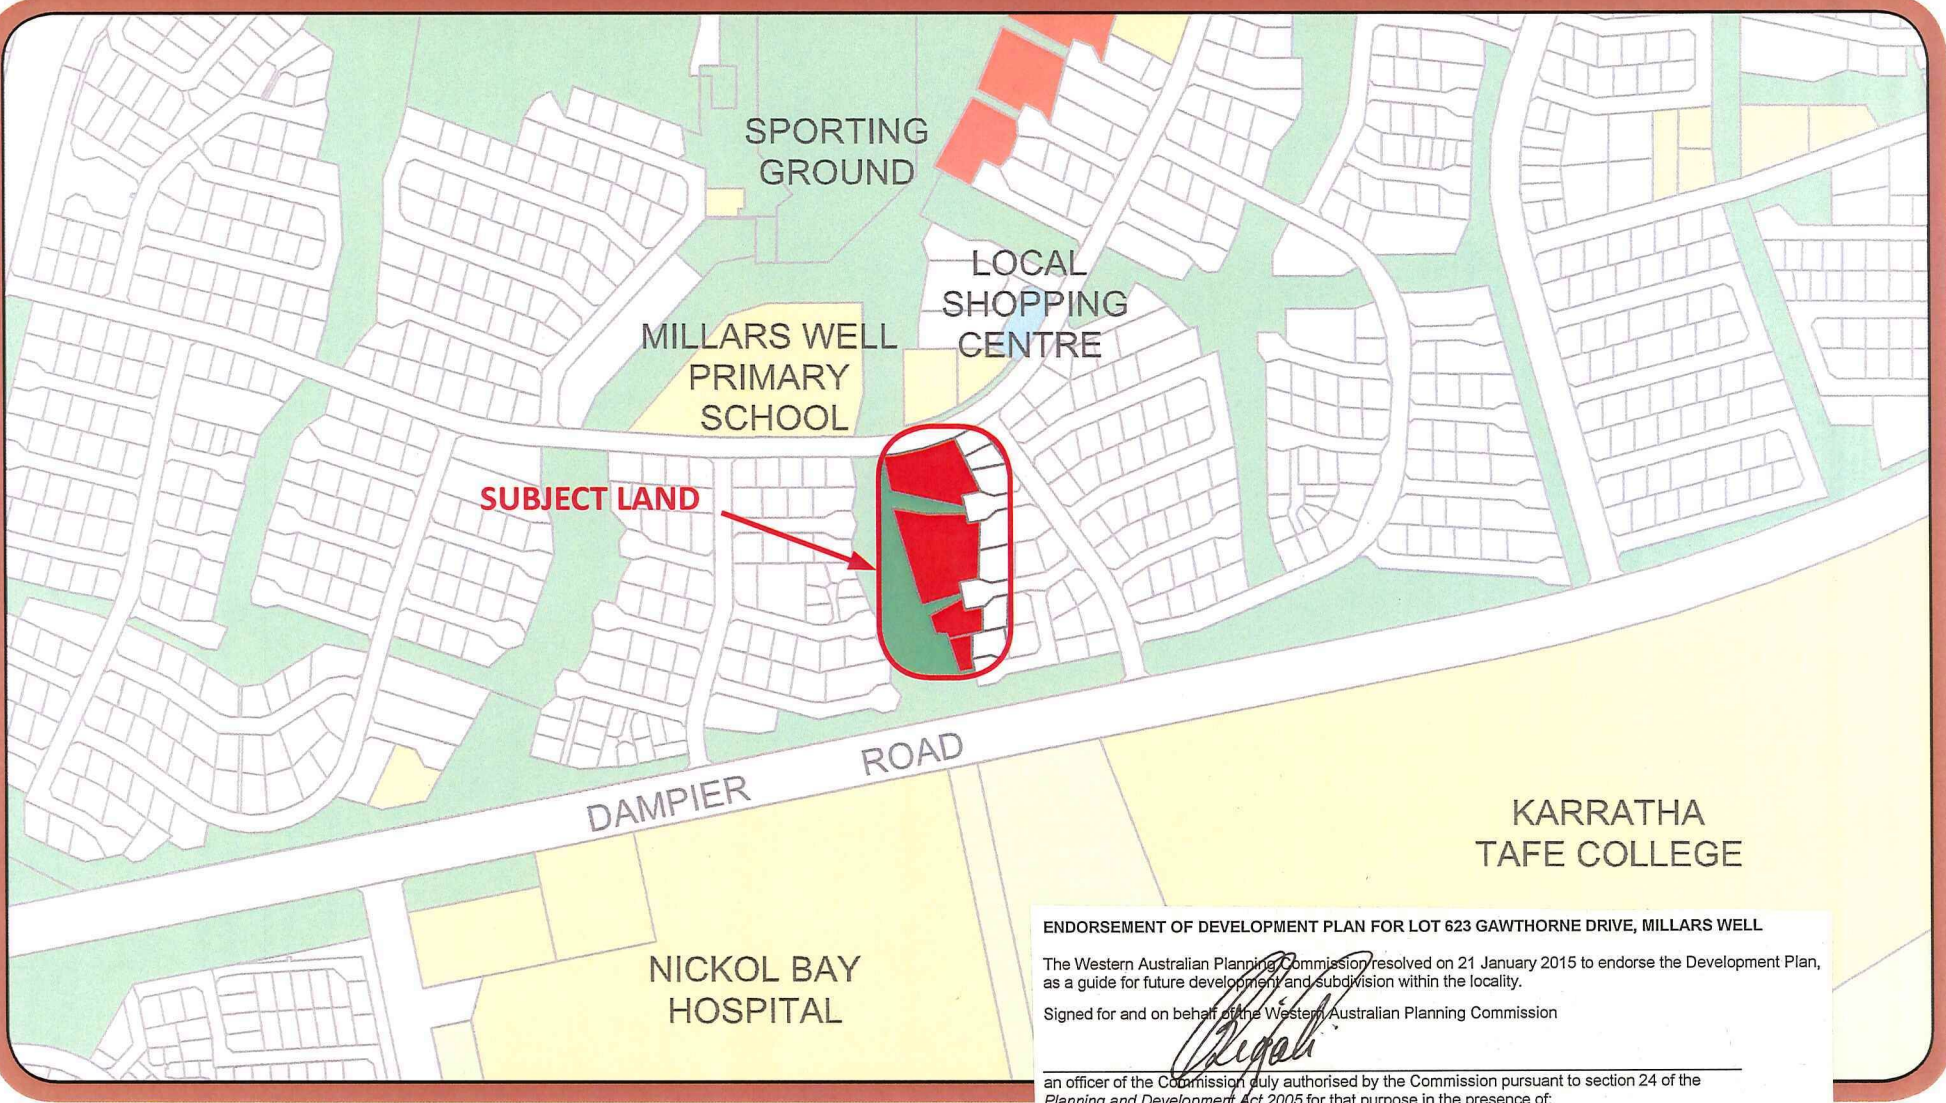 SPORTING
GROUND
LOCAL
SHOPPING
CENTRE
MILLARS WELL
PRIMARY
SCHOOL
SUBJECT LAND
DAMPIER ROAD
KARRATHA
TAFE COLLEGE
NICKOL BAY
HOSPITAL
ENDORSEMENT OF DEVELOPMENT PLAN FOR LOT 623 GAWTHORNE DRIVE, MILLARS WELL
The Western Australian Planning Commission resolved on 21 January 2015 to endorse the Development Plan,
as a guide for future development and subdivision within the locality.
Signed for and on behalf of the Western Australian Planning Commission
an officer of the Commission duly authorised by the Commission pursuant to section 24 of the
Planning and Development Act 2005 for that purpose in the presence of: